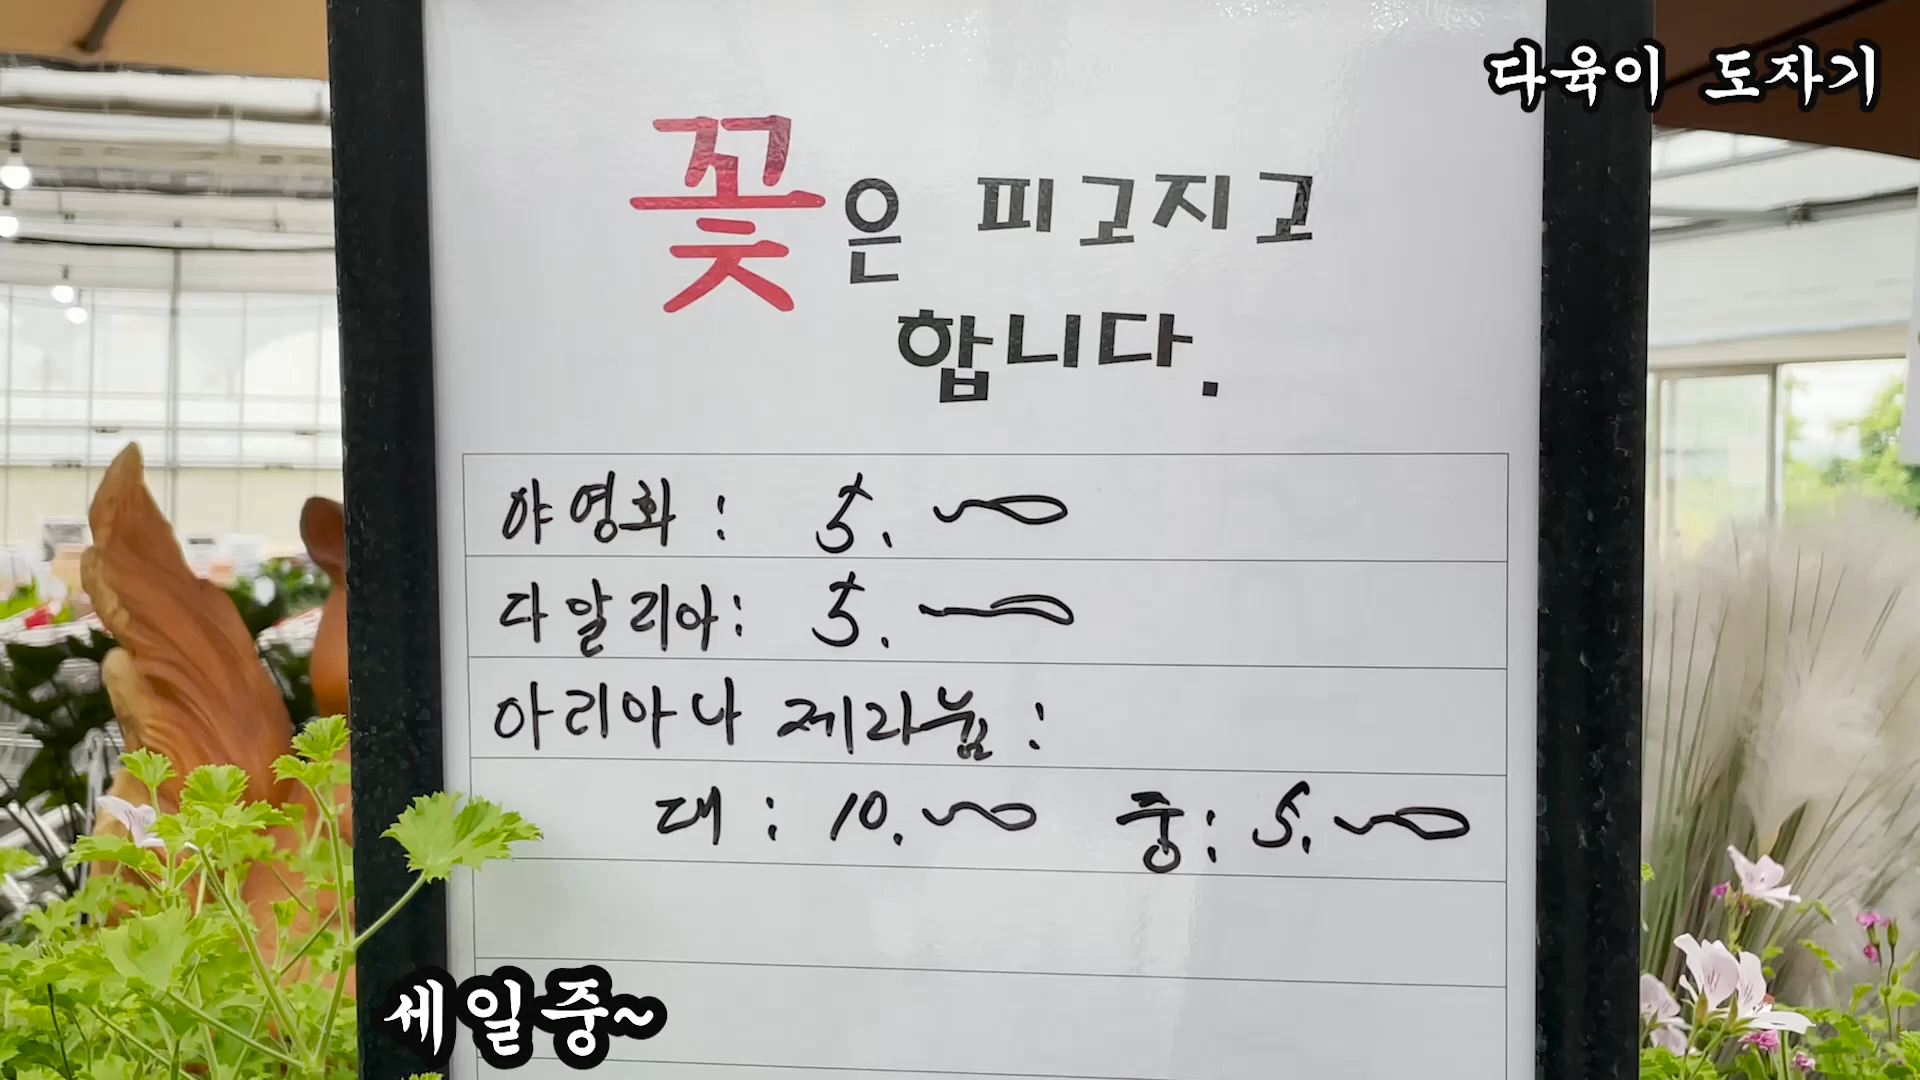 다육이 도자기
꽃은 피고지고
합니다.
야영화 : 5.000
다알리아 : 5.000
아리아나 제라늄 :
대 : 10.000 중 : 5.000
세일중~